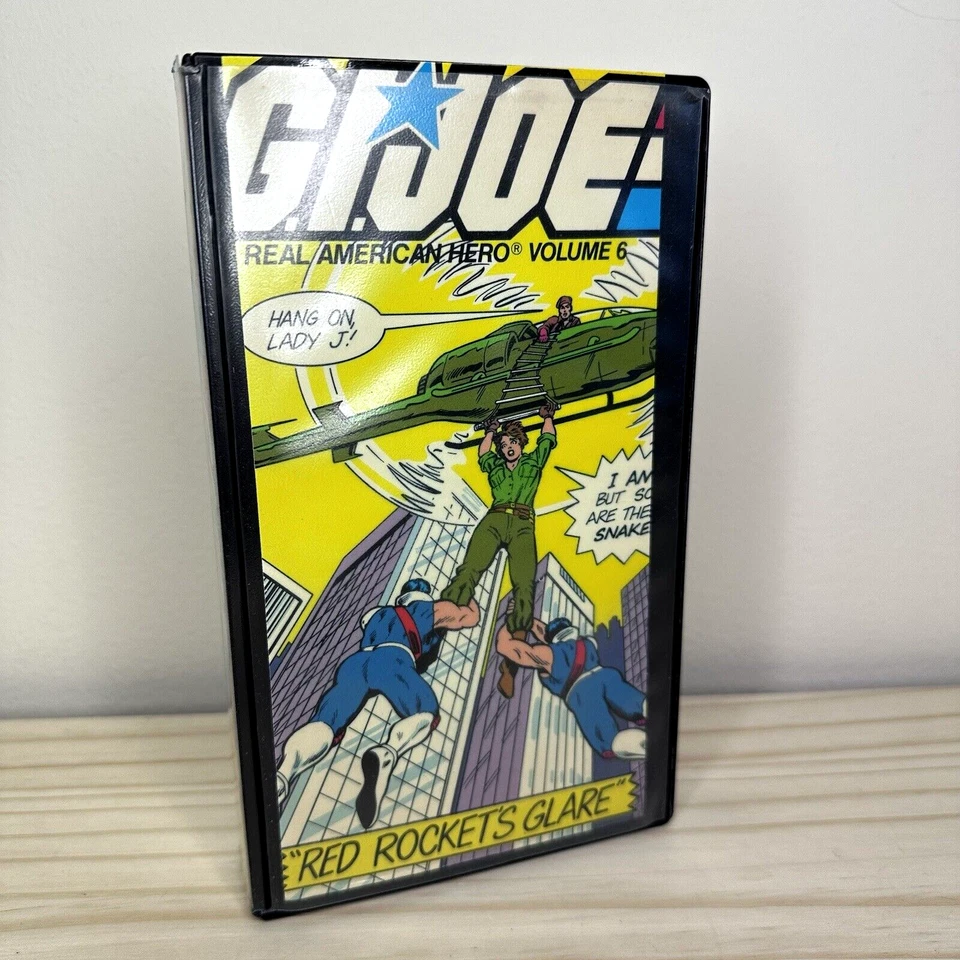 G.I. JOE
REAL AMERICAN HERO® VOLUME 6
HANG ON,
LADY J.!
I AM
BUT SO
ARE THE
SNAKE
"RED ROCKET'S GLARE"